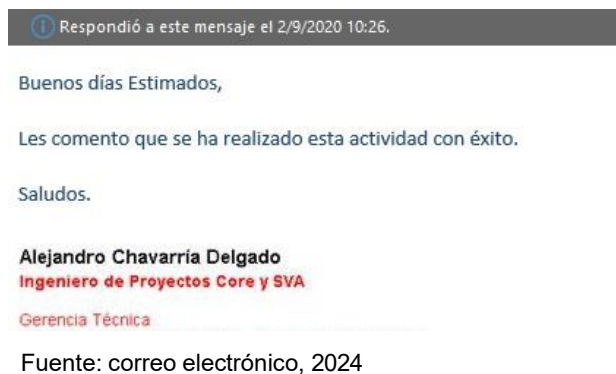 Respondió a este mensaje el 2/9/2020 10:26.
Buenos días Estimados,
Les comento que se ha realizado esta actividad con éxito.
Saludos.
Alejandro Chavarría Delgado
Ingeniero de Proyectos Core y SVA
Gerencia Técnica
Fuente: correo electrónico, 2024